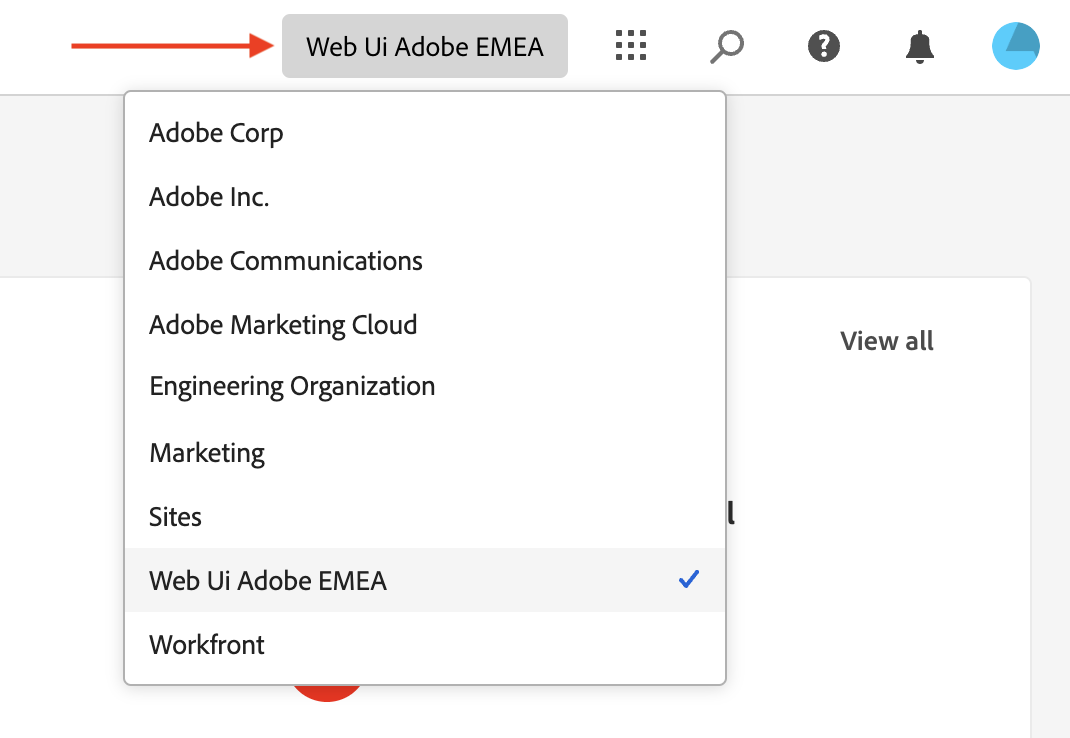 Web Ui Adobe EMEA
Adobe Corp
Adobe Inc.
Adobe Communications
Adobe Marketing Cloud
View all
Engineering Organization
Marketing
Sites
Web Ui Adobe EMEA
Workfront